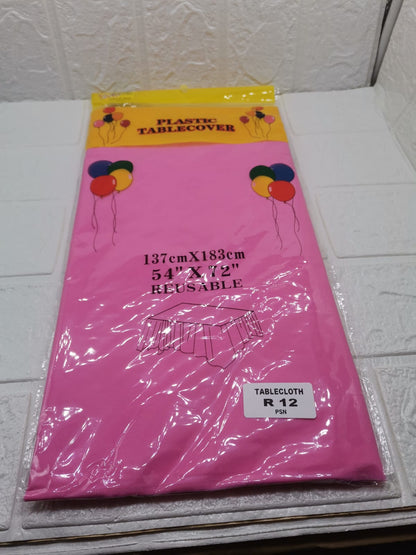 PLASTIC
TABLECOVER
137cmX183cm
54" X 72"
REUSABLE
TABLECLOTH
R 12
PSN